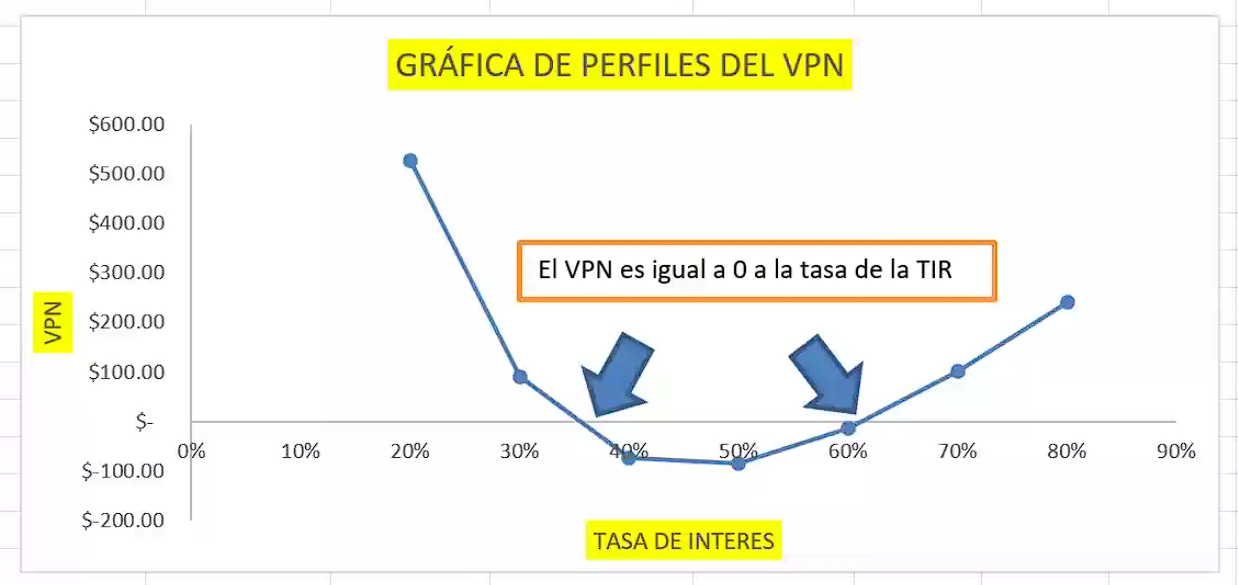 GRÁFICA DE PERFILES DEL VPN
$600.00
$500.00
$400.00
$300.00
$200.00
$100.00
$-
$-100.00
$-200.00
VPN
El VPN es igual a 0 a la tasa de la TIR
0% 10% 20% 30% 40% 50% 60% 70% 80% 90%
TASA DE INTERES